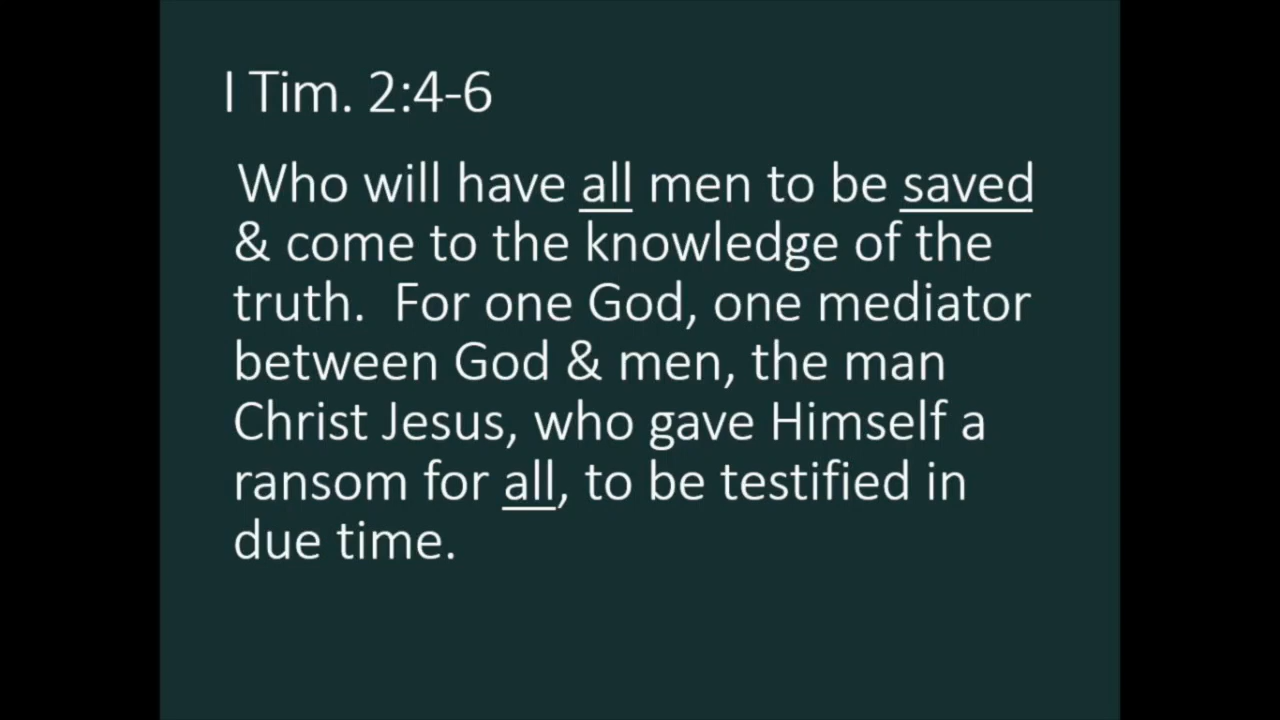 I Tim. 2:4-6
Who will have all men to be saved
& come to the knowledge of the
truth.  For one God, one mediator
between God & men, the man
Christ Jesus, who gave Himself a
ransom for all, to be testified in
due time.